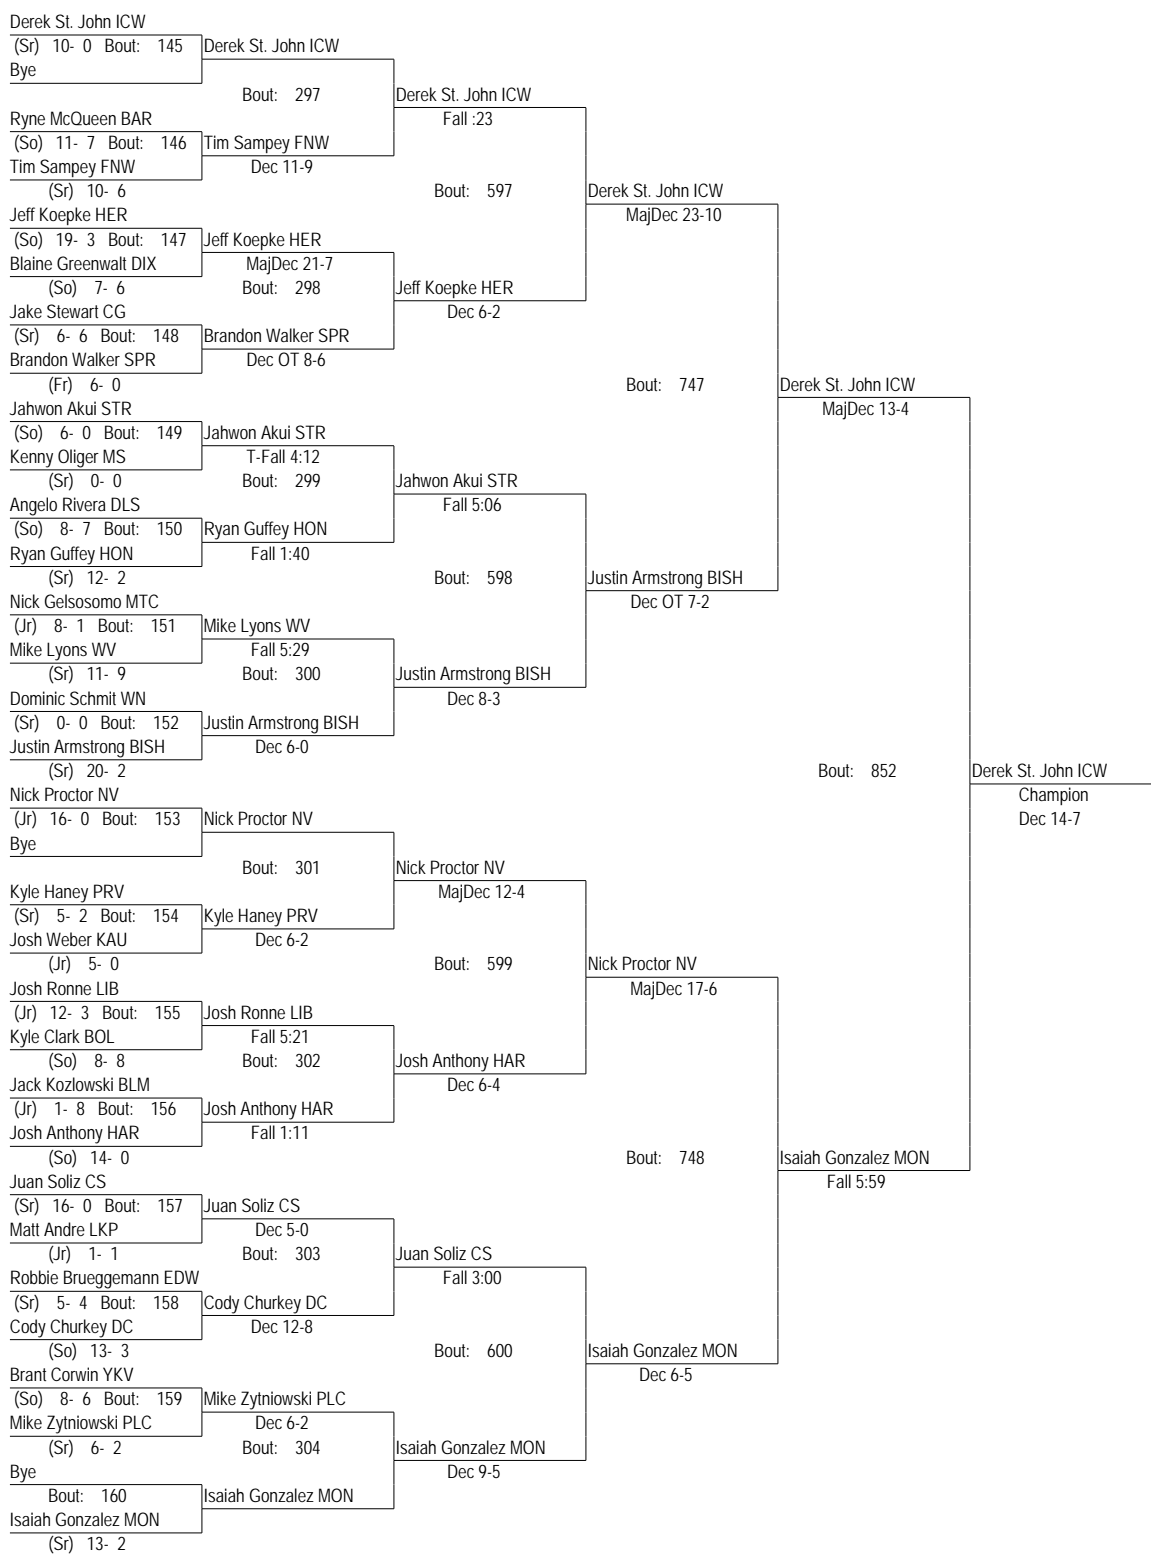 Derek St. John ICW
(Sr) 10- 0 Bout: 145 Derek St. John ICW
Bye
Bout: 297 Derek St. John ICW
Ryne McQueen BAR Fall :23
(So) 11- 7 Bout: 146 Tim Sampey FNW
Tim Sampey FNW Dec 11-9
(Sr) 10- 6 Bout: 597 Derek St. John ICW
Jeff Koepke HER MajDec 23-10
(So) 19- 3 Bout: 147 Jeff Koepke HER
Blaine Greenwalt DIX MajDec 21-7
(So) 7- 6 Bout: 298 Jeff Koepke HER
Jake Stewart CG Dec 6-2
(Sr) 6- 6 Bout: 148 Brandon Walker SPR
Brandon Walker SPR Dec OT 8-6
(Fr) 6- 0 Bout: 747 Derek St. John ICW
Jahwon Akui STR MajDec 13-4
(So) 6- 0 Bout: 149 Jahwon Akui STR
Kenny Oliger MS T-Fall 4:12
(Sr) 0- 0 Bout: 299 Jahwon Akui STR
Angelo Rivera DLS Fall 5:06
(So) 8- 7 Bout: 150 Ryan Guffey HON
Ryan Guffey HON Fall 1:40
(Sr) 12- 2 Bout: 598 Justin Armstrong BISH
Nick Gelsosomo MTC Dec OT 7-2
(Jr) 8- 1 Bout: 151 Mike Lyons WV
Mike Lyons WV Fall 5:29
(Sr) 11- 9 Bout: 300 Justin Armstrong BISH
Dominic Schmit WN Dec 8-3
(Sr) 0- 0 Bout: 152 Justin Armstrong BISH
Justin Armstrong BISH Dec 6-0
(Sr) 20- 2 Bout: 852 Derek St. John ICW
Nick Proctor NV Champion
(Jr) 16- 0 Bout: 153 Nick Proctor NV Dec 14-7
Bye
Bout: 301 Nick Proctor NV
Kyle Haney PRV MajDec 12-4
(Sr) 5- 2 Bout: 154 Kyle Haney PRV
Josh Weber KAU Dec 6-2
(Jr) 5- 0 Bout: 599 Nick Proctor NV
Josh Ronne LIB MajDec 17-6
(Jr) 12- 3 Bout: 155 Josh Ronne LIB
Kyle Clark BOL Fall 5:21
(So) 8- 8 Bout: 302 Josh Anthony HAR
Jack Kozlowski BLM Dec 6-4
(Jr) 1- 8 Bout: 156 Josh Anthony HAR
Josh Anthony HAR Fall 1:11
(So) 14- 0 Bout: 748 Isaiah Gonzalez MON
Juan Soliz CS Fall 5:59
(Sr) 16- 0 Bout: 157 Juan Soliz CS
Matt Andre LKP Dec 5-0
(Jr) 1- 1 Bout: 303 Juan Soliz CS
Robbie Brueggemann EDW Fall 3:00
(Sr) 5- 4 Bout: 158 Cody Churkey DC
Cody Churkey DC Dec 12-8
(So) 13- 3 Bout: 600 Isaiah Gonzalez MON
Brant Corwin YKV Dec 6-5
(So) 8- 6 Bout: 159 Mike Zytniowski PLC
Mike Zytniowski PLC Dec 6-2
(Sr) 6- 2 Bout: 304 Isaiah Gonzalez MON
Bye Dec 9-5
Bout: 160 Isaiah Gonzalez MON
Isaiah Gonzalez MON
(Sr) 13- 2